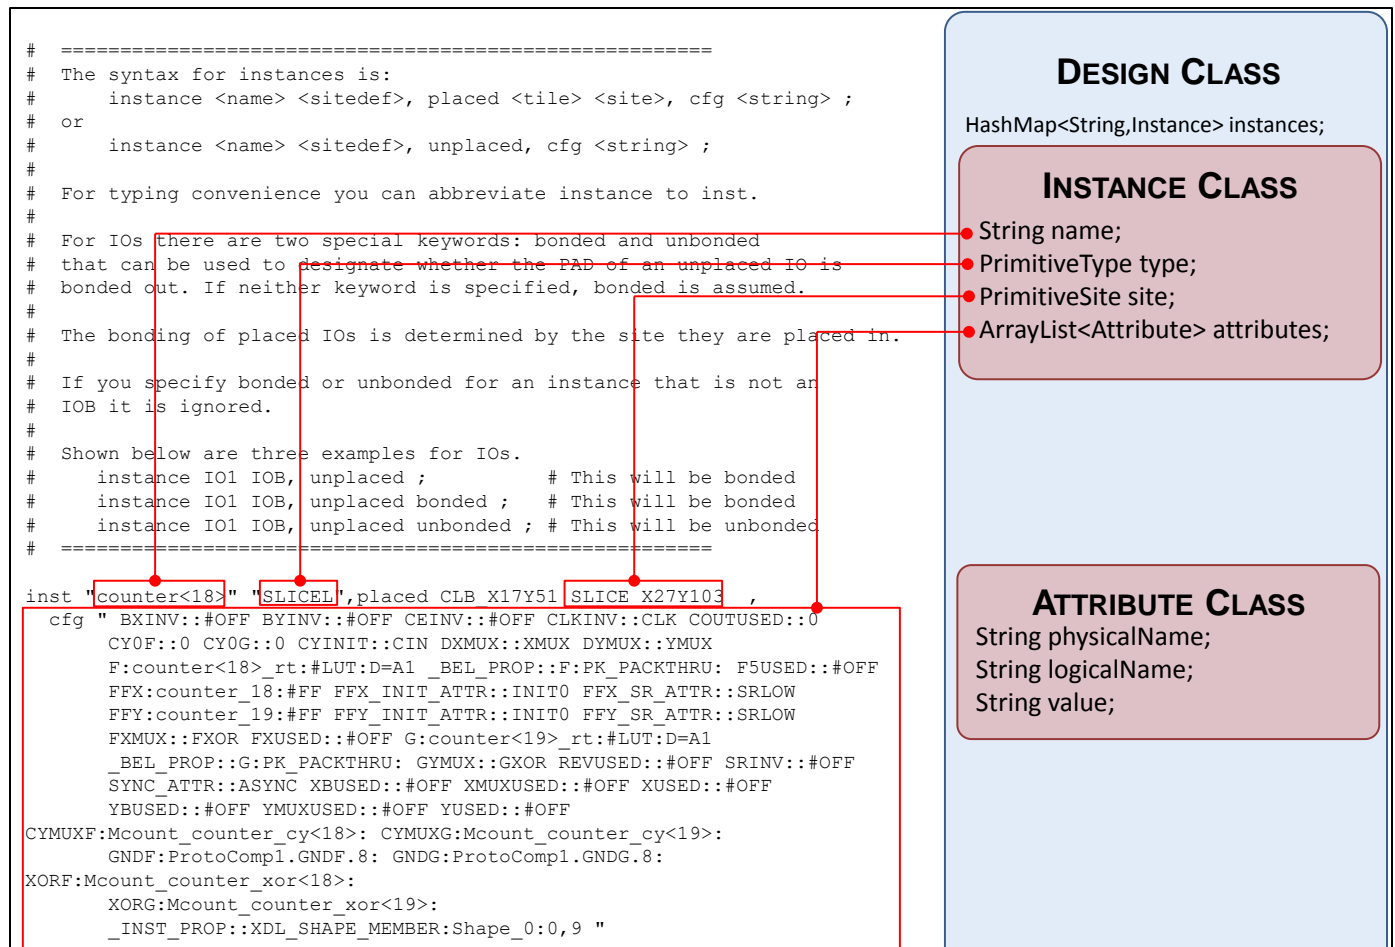 # =======================================================
# The syntax for instances is:
# instance <name> <sitedef>, placed <tile> <site>, cfg <string> ;
# or
# instance <name> <sitedef>, unplaced, cfg <string> ;
#
# For typing convenience you can abbreviate instance to inst.
#
# For IOs there are two special keywords: bonded and unbonded
# that can be used to designate whether the PAD of an unplaced IO is
# bonded out. If neither keyword is specified, bonded is assumed.
#
# The bonding of placed IOs is determined by the site they are placed in.
#
# If you specify bonded or unbonded for an instance that is not an
# IOB it is ignored.
#
# Shown below are three examples for IOs.
# instance IO1 IOB, unplaced ; # This will be bonded
# instance IO1 IOB, unplaced bonded ; # This will be bonded
# instance IO1 IOB, unplaced unbonded ; # This will be unbonded
# =======================================================
inst "counter<18>" "SLICEL",placed CLB_X17Y51 SLICE_X27Y103 ,
cfg " BXINV::#OFF BYINV::#OFF CEINV::#OFF CLKINV::CLK COUTUSED::0
CY0F::0 CY0G::0 CYINIT::CIN DXMUX::XMUX DYMUX::YMUX
F:counter<18>_rt:#LUT:D=A1 _BEL_PROP::F:PK_PACKTHRU: F5USED::#OFF
FFX:counter_18:#FF FFX_INIT_ATTR::INIT0 FFX_SR_ATTR::SRLOW
FFY:counter_19:#FF FFY_INIT_ATTR::INIT0 FFY_SR_ATTR::SRLOW
FXMUX::FXOR FXUSED::#OFF G:counter<19>_rt:#LUT:D=A1
_BEL_PROP::G:PK_PACKTHRU: GYMUX::GXOR REVUSED::#OFF SRINV::#OFF
SYNC_ATTR::ASYNC XBUSED::#OFF XMUXUSED::#OFF XUSED::#OFF
YBUSED::#OFF YMUXUSED::#OFF YUSED::#OFF
CYMUXF:Mcount_counter_cy<18>: CYMUXG:Mcount_counter_cy<19>:
GNDF:ProtoComp1.GNDF.8: GNDG:ProtoComp1.GNDG.8:
XORF:Mcount_counter_xor<18>:
XORG:Mcount_counter_xor<19>:
_INST_PROP::XDL_SHAPE_MEMBER:Shape_0:0,9 "
DESIGN CLASS
HashMap<String,Instance> instances;
INSTANCE CLASS
String name;
PrimitiveType type;
PrimitiveSite site;
ArrayList<Attribute> attributes;
ATTRIBUTE CLASS
String physicalName;
String logicalName;
String value;